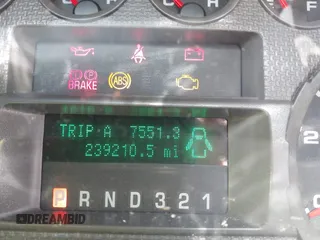 C H
E F
BRAKE
ABS
TRIP A 7551.3
239210.5 mi
P R N D 3 2 1
DREAMBID